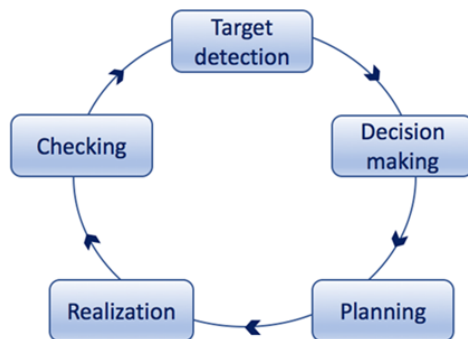 Target
detection
Decision
making
Planning
Realization
Checking